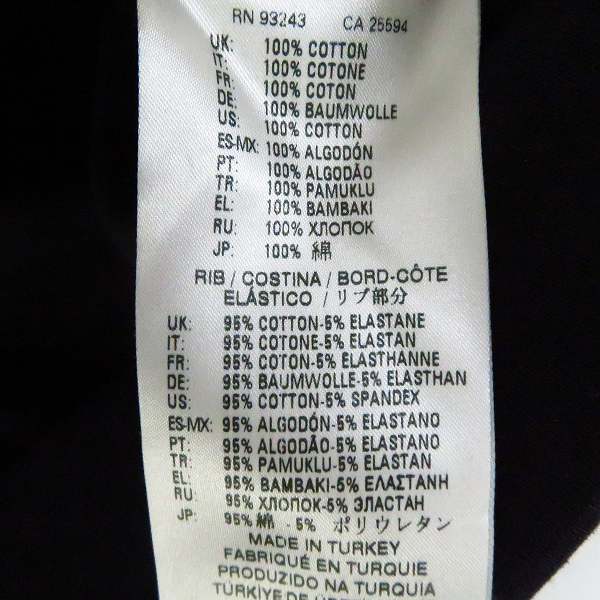 RN 93243 CA 25594
UK: 100% COTTON
IT: 100% COTONE
FR: 100% COTON
DE: 100% BAUMWOLLE
US: 100% COTTON
ES-MX: 100% ALGODÓN
PT: 100% ALGODÃO
TR: 100% PAMUKLU
EL: 100% BAMBAKI
RU: 100% ХЛОПОК
JP: 100% 綿
RIB / COSTINA / BORD-CÔTE
ELÁSTICO / リブ部分
UK: 95% COTTON-5% ELASTANE
IT: 95% COTONE-5% ELASTAN
FR: 95% COTON-5% ELASTHANNE
DE: 95% BAUMWOLLE-5% ELASTHAN
US: 95% COTTON-5% SPANDEX
ES-MX: 95% ALGODÓN-5% ELASTANO
PT: 95% ALGODÃO-5% ELASTANO
TR: 95% PAMUKLU-5% ELASTAN
EL: 95% BAMBAKI-5% ΕΛΑΣΤΑΝΗ
RU: 95% ХЛОПОК-5% ЭЛАСТАН
JP: 95% 綿 - 5% ポリウレタン
MADE IN TURKEY
FABRIQUÉ EN TURQUIE
PRODUZIDO NA TURQUIA